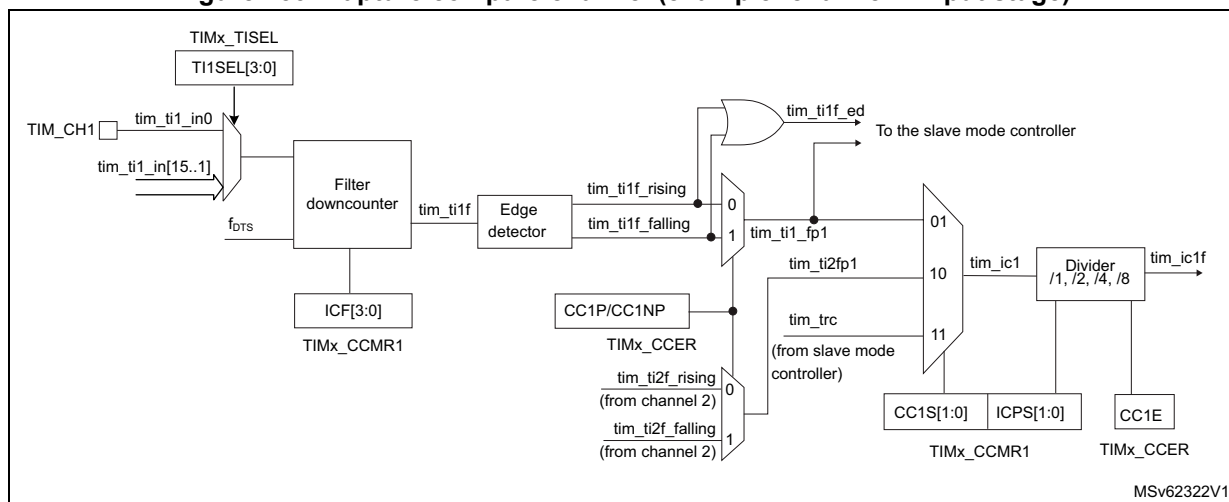 TIMx_TISEL
TI1SEL[3:0]
TIM_CH1
tim_ti1_in0
tim_ti1_in[15..1]
fDTS
Filter
downcounter
ICF[3:0]
TIMx_CCMR1
tim_ti1f
Edge
detector
tim_ti1f_rising
tim_ti1f_falling
tim_ti1f_ed
To the slave mode controller
0
1
tim_ti1_fp1
CC1P/CC1NP
TIMx_CCER
tim_ti2f_rising
(from channel 2)
tim_ti2f_falling
(from channel 2)
0
1
tim_ti2fp1
tim_trc
(from slave mode
controller)
01
10
11
tim_ic1
Divider
/1, /2, /4, /8
tim_ic1f
CC1S[1:0]
ICPS[1:0]
TIMx_CCMR1
CC1E
TIMx_CCER
MSv62322V1